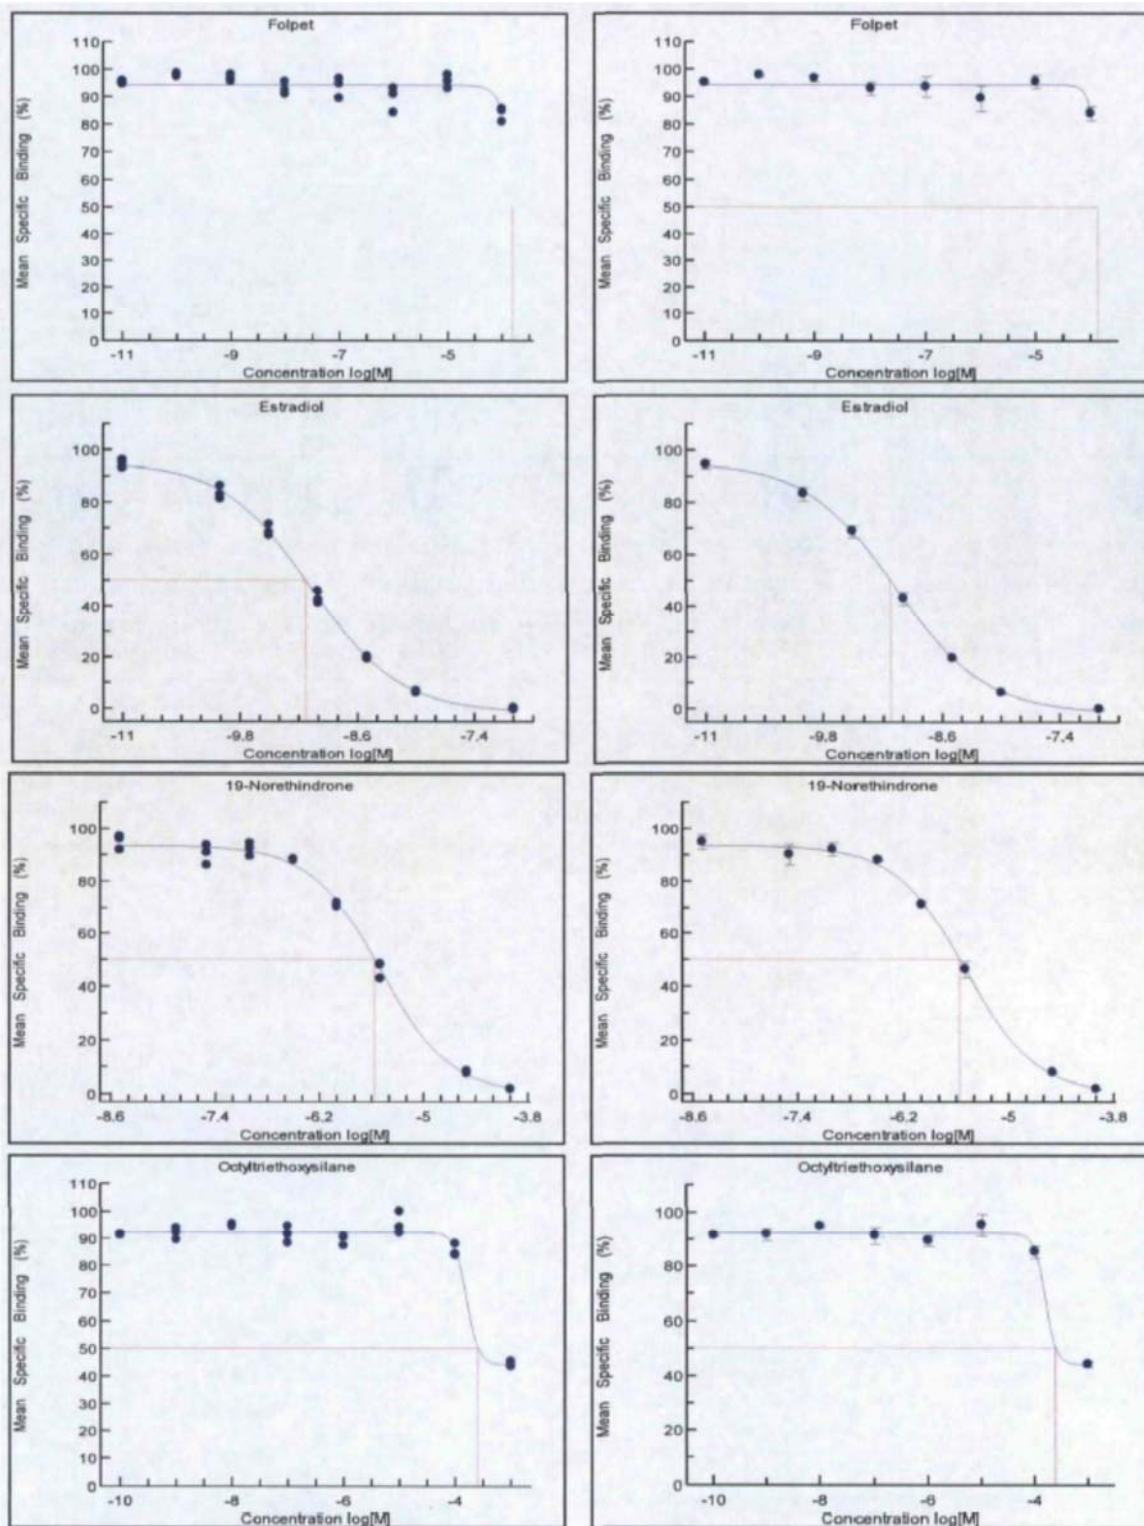 Folpet
Mean Specific Binding (%)
110
100
90
80
70
60
50
40
30
20
10
0
-11 -9 -7 -5
Concentration log[M]
Folpet
Mean Specific Binding (%)
110
100
90
80
70
60
50
40
30
20
10
0
-11 -9 -7 -5
Concentration log[M]
Estradiol
Mean Specific Binding (%)
100
80
60
40
20
0
-11 -9.8 -8.6 -7.4
Concentration log[M]
Estradiol
Mean Specific Binding (%)
100
80
60
40
20
0
-11 -9.8 -8.6 -7.4
Concentration log[M]
19-Norethindrone
Mean Specific Binding (%)
100
80
60
40
20
0
-8.6 -7.4 -6.2 -5 -3.8
Concentration log[M]
19-Norethindrone
Mean Specific Binding (%)
100
80
60
40
20
0
-8.6 -7.4 -6.2 -5 -3.8
Concentration log[M]
Octyltriethoxysilane
Mean Specific Binding (%)
110
100
90
80
70
60
50
40
30
20
10
0
-10 -8 -6 -4
Concentration log[M]
Octyltriethoxysilane
Mean Specific Binding (%)
100
80
60
40
20
0
-10 -8 -6 -4
Concentration log[M]